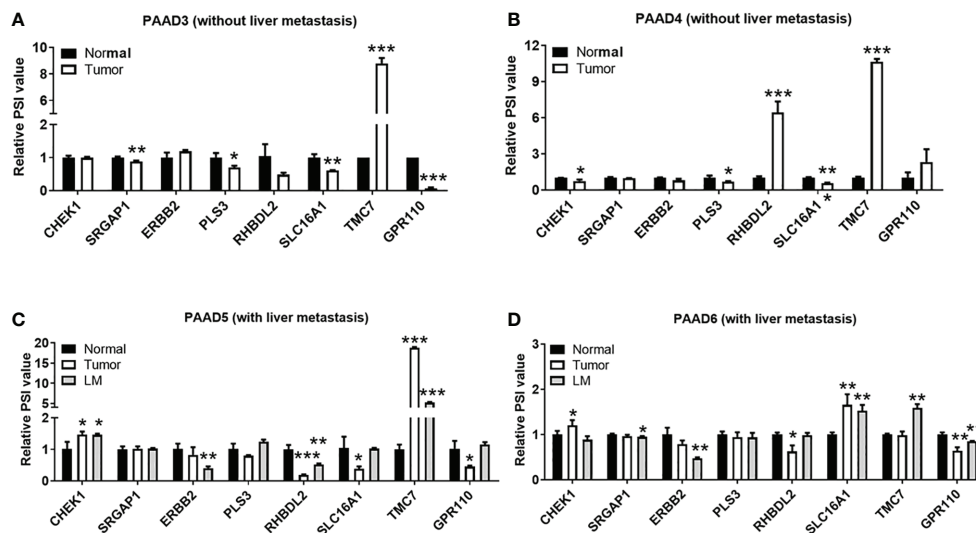 A
PAAD3 (without liver metastasis)
Relative PSI value
10
8
6
4
2
1
0
Normal
Tumor
**
*
**
***
***
CHEK1
SRGAP1
ERBB2
PLS3
RHBDL2
SLC16A1
TMC7
GPR110
B
PAAD4 (without liver metastasis)
Relative PSI value
12
9
6
3
0
Normal
Tumor
*
*
***
**
***
CHEK1
SRGAP1
ERBB2
PLS3
RHBDL2
SLC16A1 *
TMC7
GPR110
C
PAAD5 (with liver metastasis)
Relative PSI value
20
15
10
5
2
1
0
Normal
Tumor
LM
* *
**
*** **
*
***
***
*
CHEK1
SRGAP1
ERBB2
PLS3
RHBDL2
SLC16A1
TMC7
GPR110
D
PAAD6 (with liver metastasis)
Relative PSI value
3
2
1
0
Normal
Tumor
LM
*
*
**
*
** **
**
** *
CHEK1
SRGAP1
ERBB2
PLS3
RHBDL2
SLC16A1
TMC7
GPR110